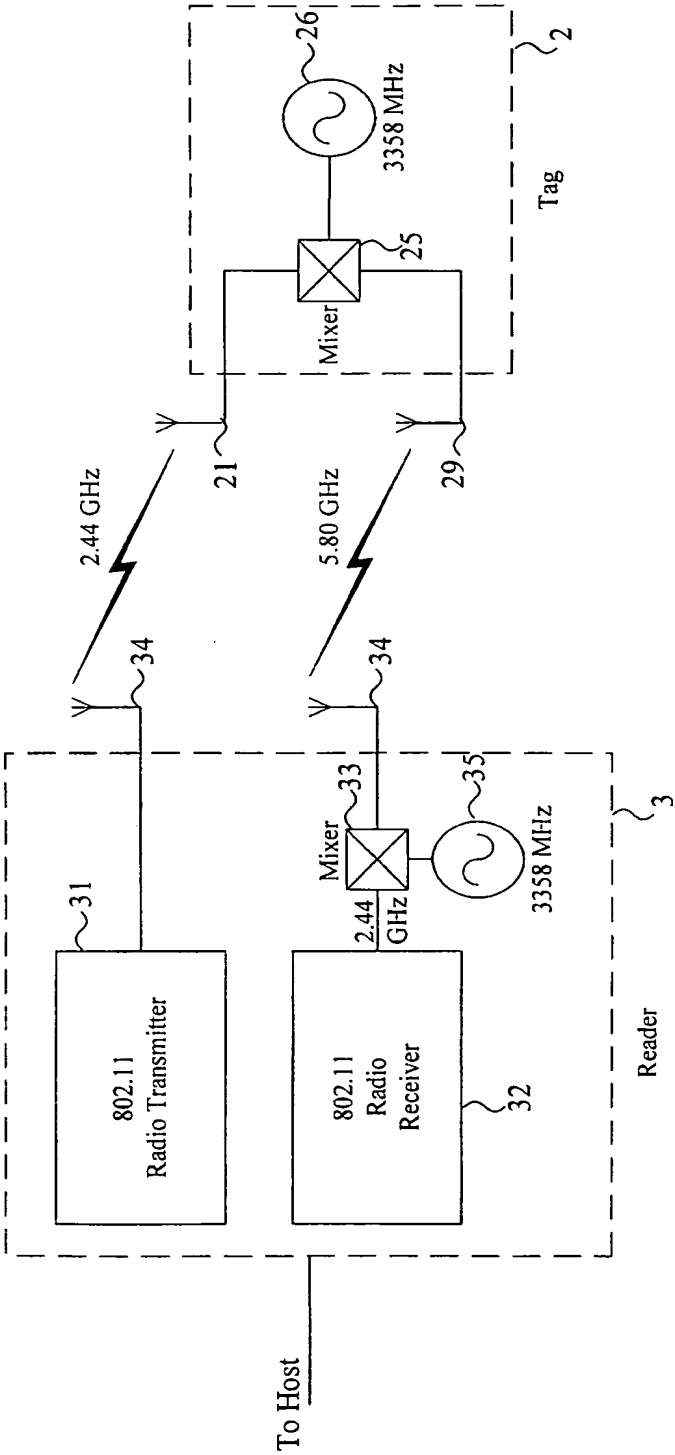 To Host
31
802.11
Radio Transmitter
34
2.44 GHz
21
802.11
Radio
Receiver
32
2.44
GHz
Mixer
33
35
3358 MHz
34
5.80 GHz
29
Reader
3
Mixer
25
26
3358 MHz
Tag
2